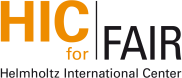 HIC
for FAIR
Helmholtz International Center